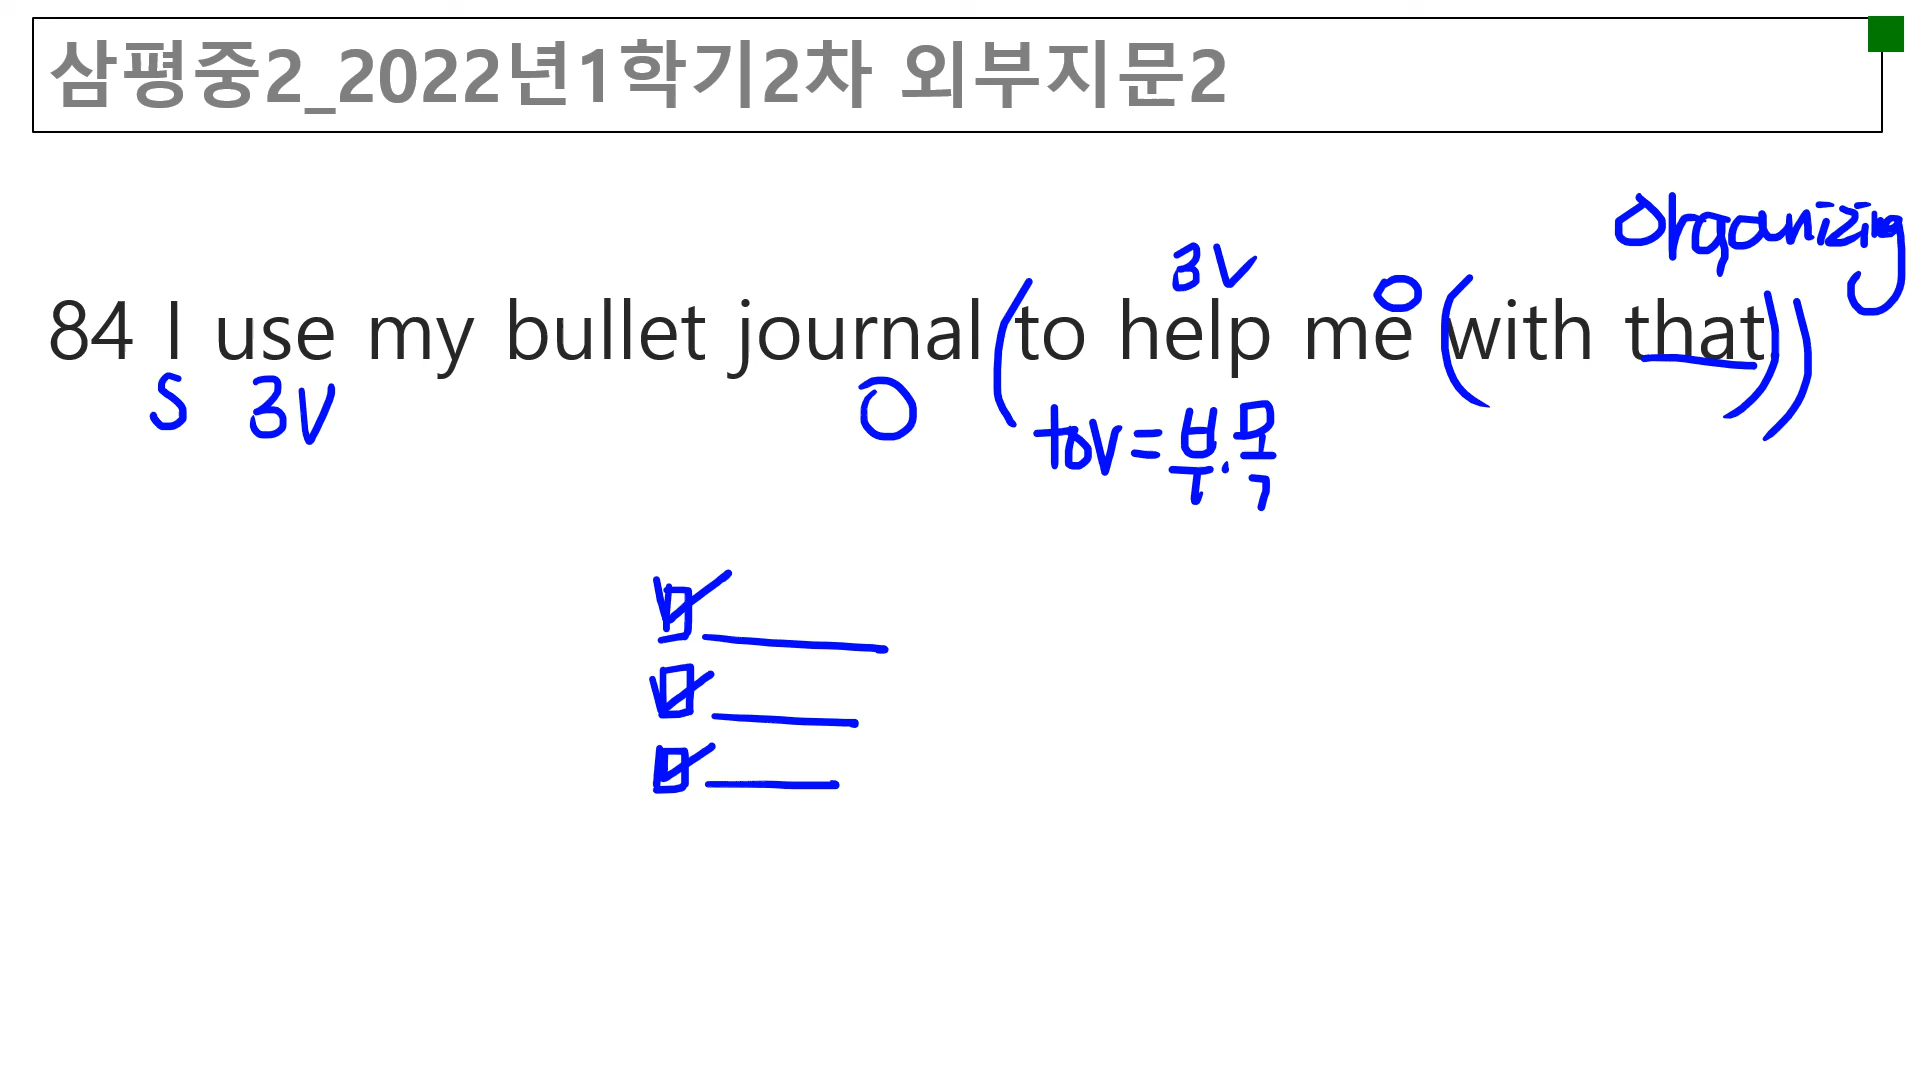 삼평중2_2022년1학기2차 외부지문2
organizing
3V O
84 I use my bullet journal (to help me (with that))
S 3V O toV=부.목